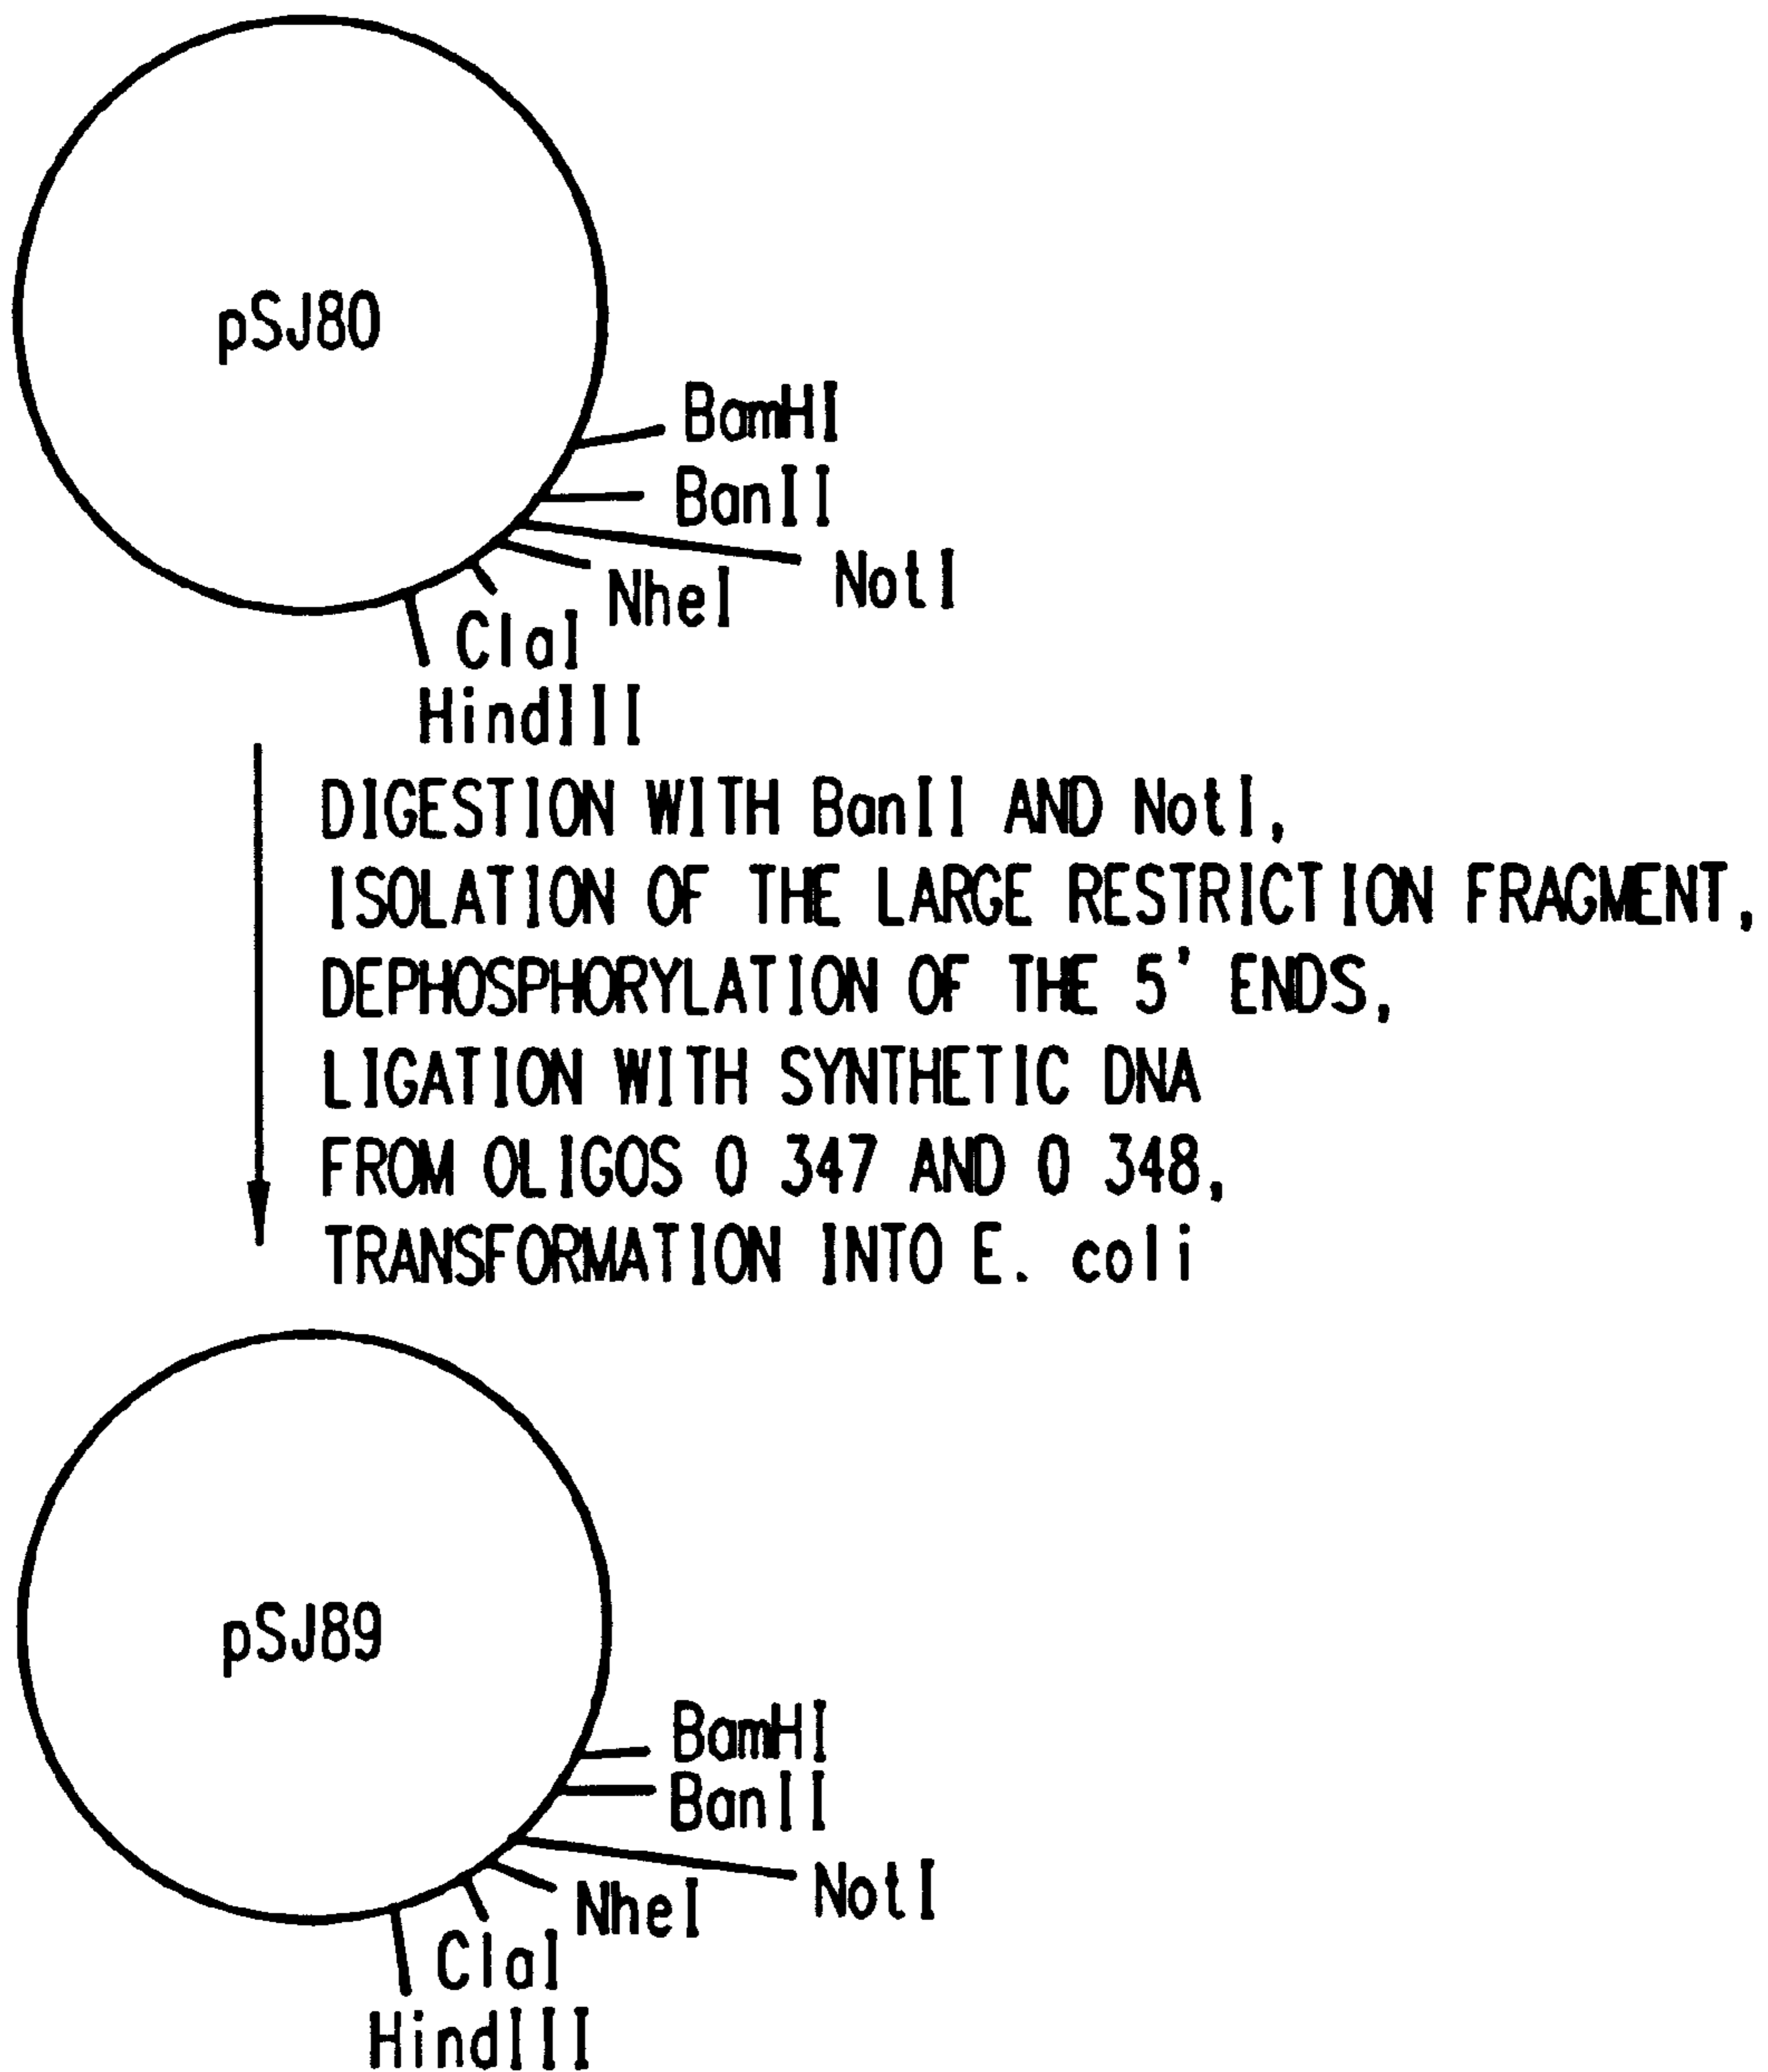 pSJ80
BamHI
BanII
NotI
NheI
ClaI
HindIII
DIGESTION WITH BanII AND NotI,
ISOLATION OF THE LARGE RESTRICTION FRAGMENT,
DEPHOSPHORYLATION OF THE 5' ENDS,
LIGATION WITH SYNTHETIC DNA
FROM OLIGOS O 347 AND O 348,
TRANSFORMATION INTO E. coli
pSJ89
BamHI
BanII
NotI
NheI
ClaI
HindIII